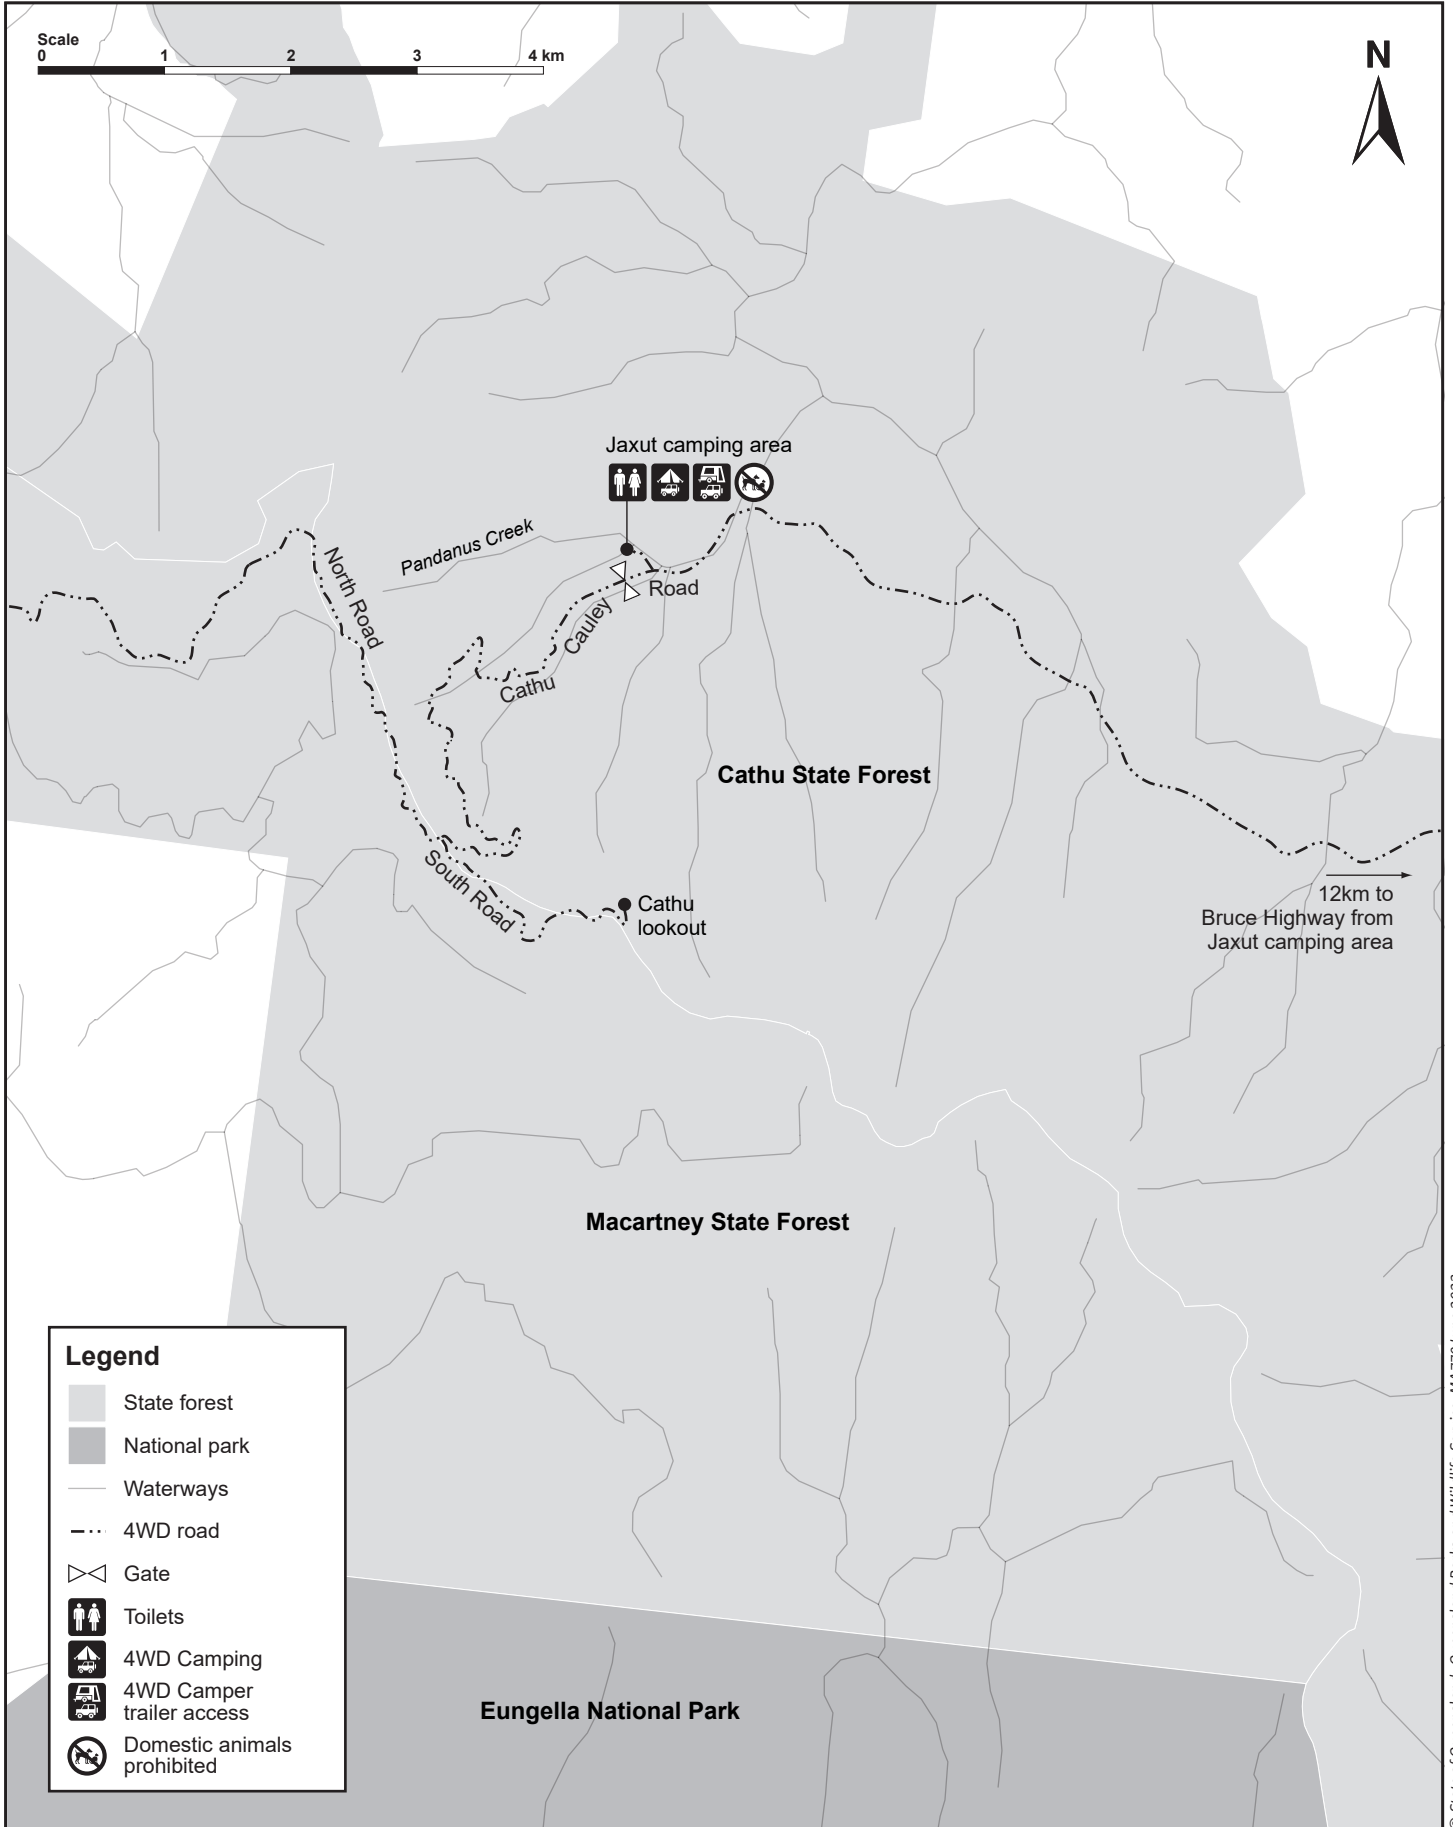 Scale
0 1 2 3 4 km
N
Jaxut camping area
Pandanus Creek
North Road
Road
Cauley
Cathu
Cathu State Forest
South Road
Cathu
lookout
12km to
Bruce Highway from
Jaxut camping area
Macartney State Forest
Legend
State forest
National park
Waterways
4WD road
Gate
Toilets
4WD Camping
4WD Camper
trailer access
Domestic animals
prohibited
Eungella National Park